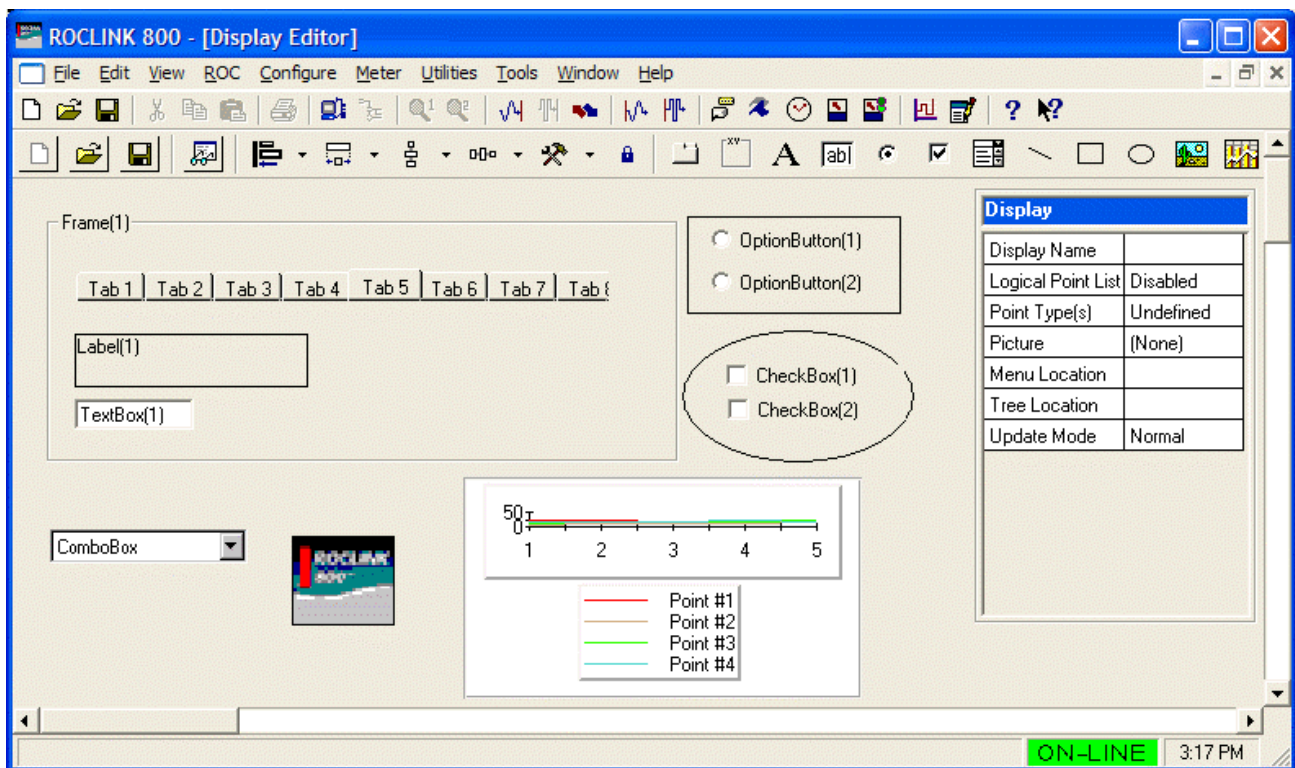 ROCLINK 800 - [Display Editor]
File Edit View ROC Configure Meter Utilities Tools Window Help
A ab|
XY
Frame(1)
Tab 1 Tab 2 Tab 3 Tab 4 Tab 5 Tab 6 Tab 7 Tab
Label(1)
TextBox(1)
OptionButton(1)
OptionButton(2)
CheckBox(1)
CheckBox(2)
Display
Display Name
Logical Point List Disabled
Point Type(s) Undefined
Picture (None)
Menu Location
Tree Location
Update Mode Normal
ComboBox
ROCLINK
800
50
0
1 2 3 4 5
Point #1
Point #2
Point #3
Point #4
ON-LINE 3:17 PM